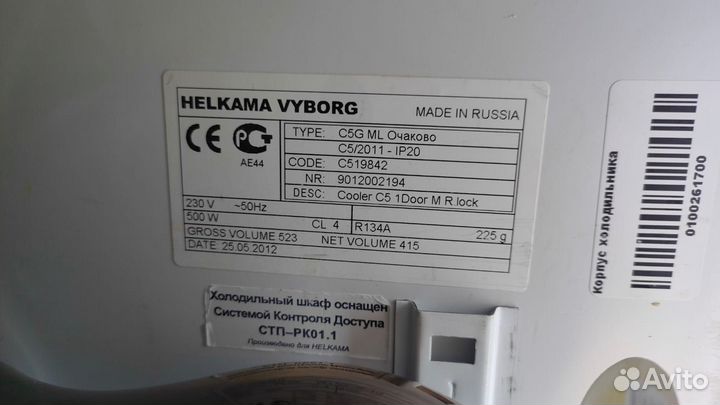 HELKAMA VYBORG
MADE IN RUSSIA
CE
РСТ
AE44
TYPE: C5G ML Очаково
C5/2011 - IP20
CODE: C519842
NR: 9012002194
DESC: Cooler C5 1Door M R.lock
230 V ~50Hz
500 W CL 4 R134A 225 g
GROSS VOLUME 523 NET VOLUME 415
DATE: 25.05.2012
Холодильный шкаф оснащен
Системой Контроля Доступа
СТП–РК01.1
Произведено для HELKAMA
Корпус холодильника
0100261700
Avito